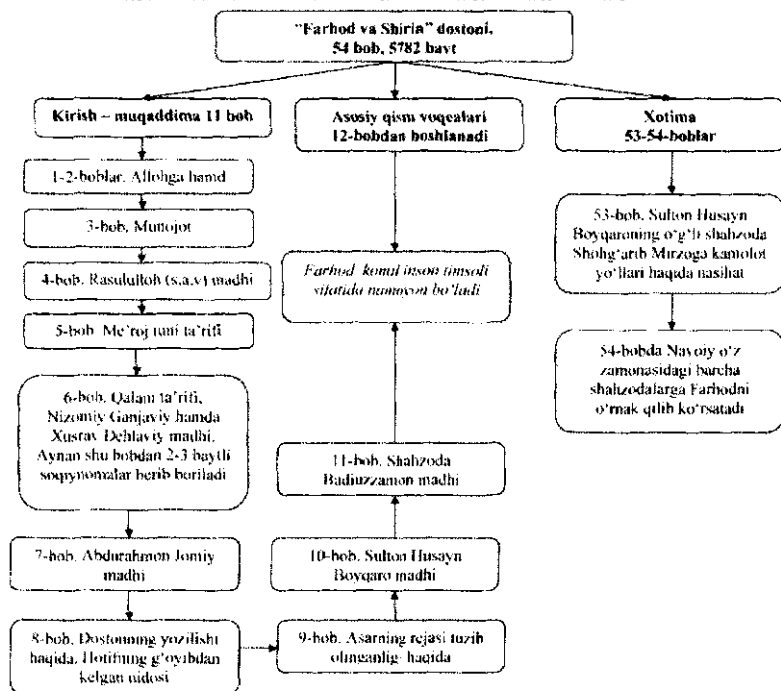 “Farhod va Shirin” dostoni.
54 bob, 5782 bayt
Kirish – muqaddima 11 bob
1-2-boblar. Allohga hamd
3-bob. Munojot
4-bob. Rasululloh (s.a.v) madhi
5-bob. Me’roj tuni ta’rifi
6-bob. Qalam ta’rifi,
Nizomiy Ganjaviy hamda
Xusrav Dehlaviy madhi.
Aynan shu bobdan 2-3 baytli
soqiynomalar berib boriladi
7-bob. Abdurahmon Jomiy
madhi
8-bob. Dostonning yozilishi
haqida. Hotifning g‘oyibdan
kelgan nidosi
9-bob. Asarning rejasi tuzib
olinganligi haqida
10-bob. Sulton Husayn
Boyqaro madhi
11-bob. Shahzoda
Badiuzzamon madhi
Asosiy qism voqealari
12-bobdan boshlanadi
Farhod komil inson timsoli
sifatida namoyon bo‘ladi
Xotima
53-54-boblar
53-bob. Sulton Husayn
Boyqaroning o‘g‘li shahzoda
Shohg‘arib Mirzoga kamolot
yo‘llari haqida nasihat
54-bobda Navoiy o‘z
zamonasidagi barcha
shahzodalarga Farhodni
o‘rnak qilib ko‘rsatadi